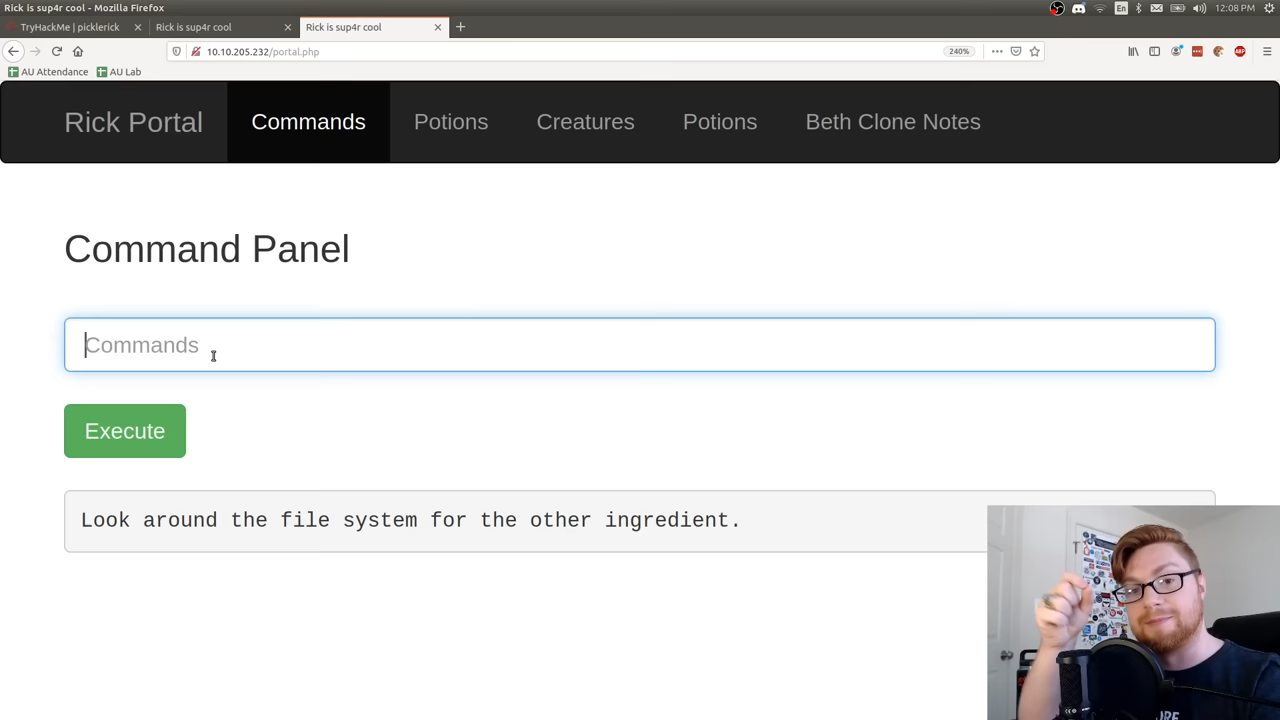 Rick is sup4r cool - Mozilla Firefox
En
12:08 PM
TryHackMe | picklerick
Rick is sup4r cool
Rick is sup4r cool
10.10.205.232/portal.php
240%
AU Attendance
AU Lab
Rick Portal
Commands
Potions
Creatures
Potions
Beth Clone Notes
Command Panel
Commands
Execute
Look around the file system for the other ingredient.